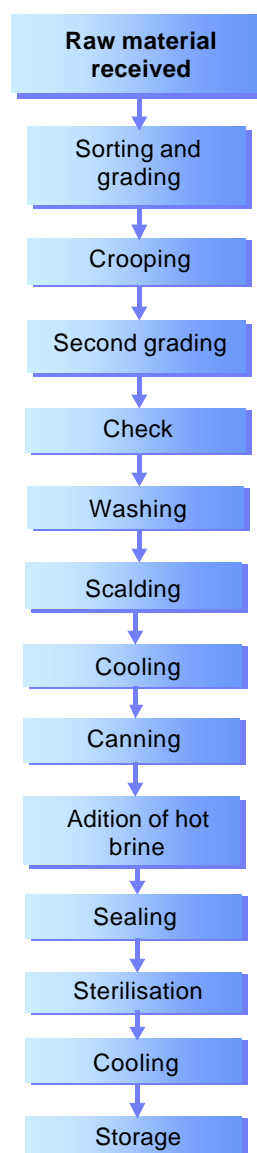 Raw material
received
Sorting and
grading
Crooping
Second grading
Check
Washing
Scalding
Cooling
Canning
Adition of hot
brine
Sealing
Sterilisation
Cooling
Storage